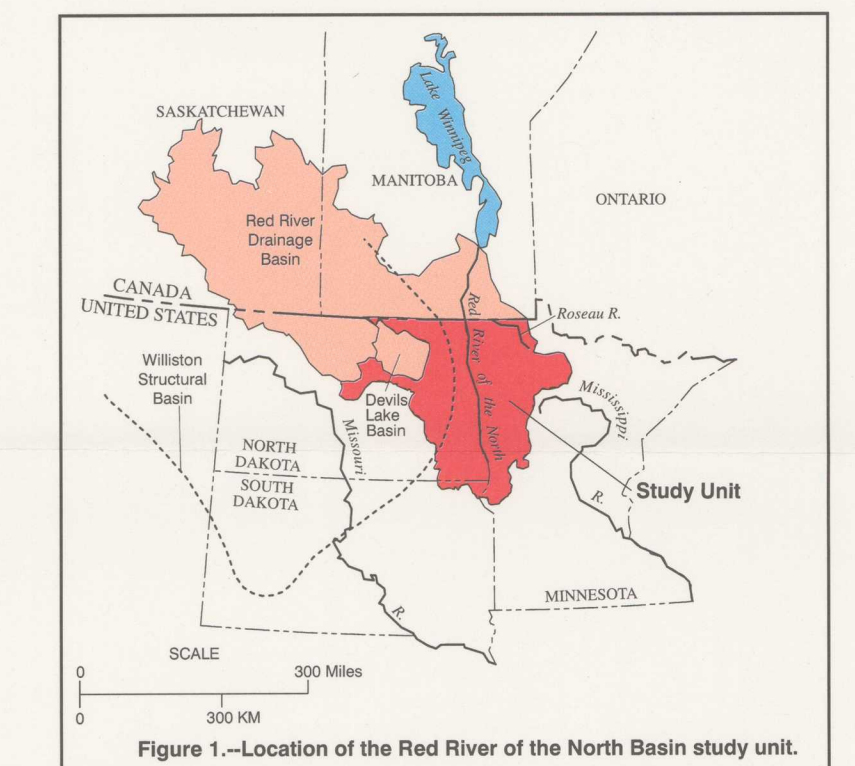 SASKATCHEWAN
Lake Winnipeg
MANITOBA
ONTARIO
Red River
Drainage
Basin
CANADA
UNITED STATES
Red River of the North
Roseau R.
Williston
Structural
Basin
Devils
Lake
Basin
Mississippi
R.
Missouri
R.
NORTH
DAKOTA
SOUTH
DAKOTA
Study Unit
MINNESOTA
SCALE
0
300 Miles
0
300 KM
Figure 1.--Location of the Red River of the North Basin study unit.